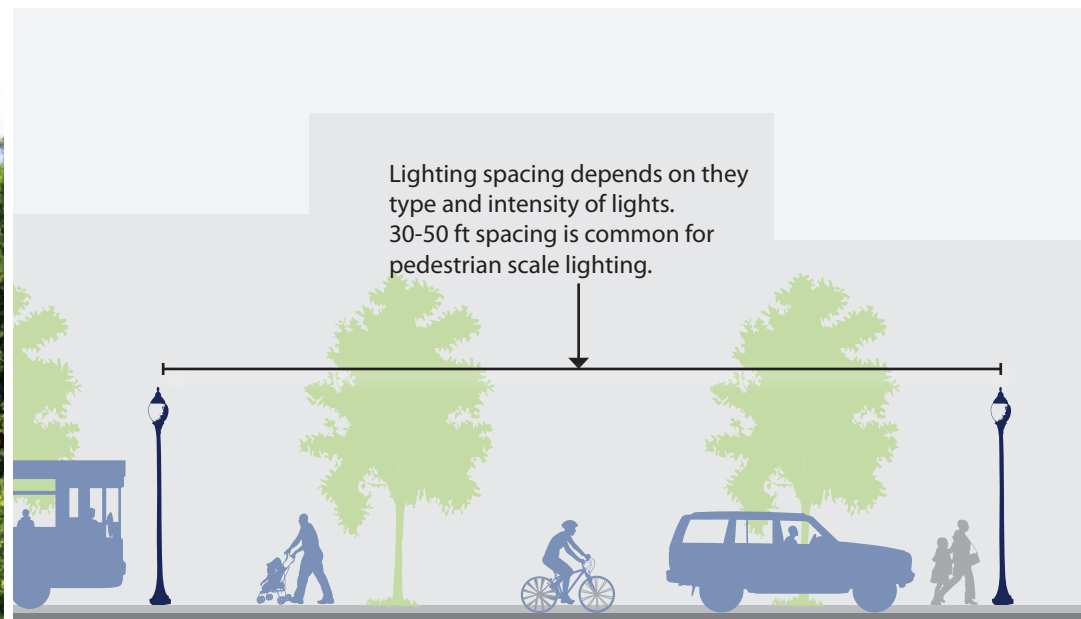 Lighting spacing depends on they
type and intensity of lights.
30-50 ft spacing is common for
pedestrian scale lighting.